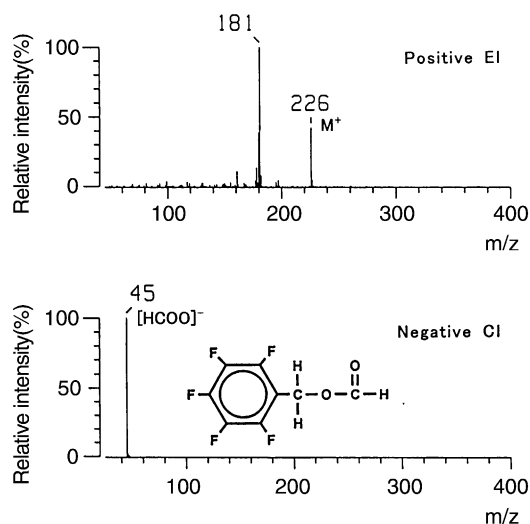 181
Positive EI
226
M⁺
Relative intensity(%)
100
50
0
100 200 300 400
m/z
45
[HCOO]⁻
Negative CI
Relative intensity(%)
100
50
0
F F H O
F C O C H
F F H
100 200 300 400
m/z